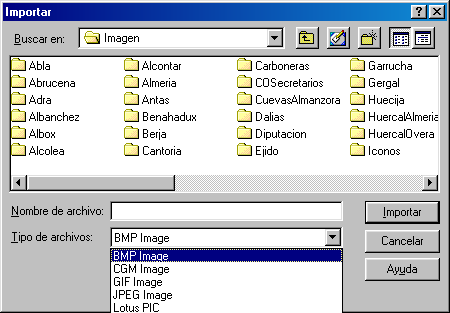 Importar
Buscar en: Imagen
Abla Alcontar Carboneras Garrucha
Abrucena Almeria COSecretarios Gergal
Adra Antas CuevasAlmanzora Huecija
Albanchez Benahadux Dalias HuercalAlmeria
Albox Berja Diputacion HuercalOvera
Alcolea Cantoria Ejido Iconos
Nombre de archivo: Importar
Tipo de archivos: BMP Image Cancelar
BMP Image Ayuda
CGM Image
GIF Image
JPEG Image
Lotus PIC